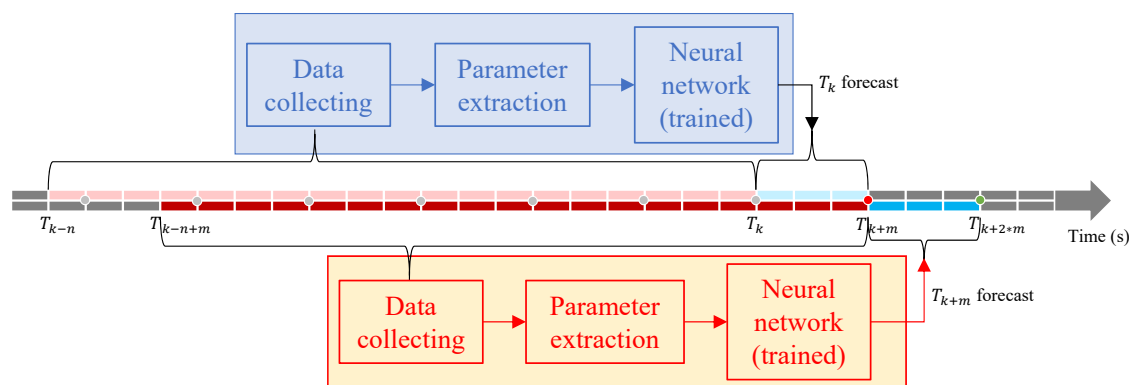 Data
collecting
Parameter
extraction
Neural
network
(trained)
T_k forecast
T_{k−n}
T_{k−n+m}
T_k
T_{k+m}
T_{k+2*m}
Time (s)
Data
collecting
Parameter
extraction
Neural
network
(trained)
T_{k+m} forecast